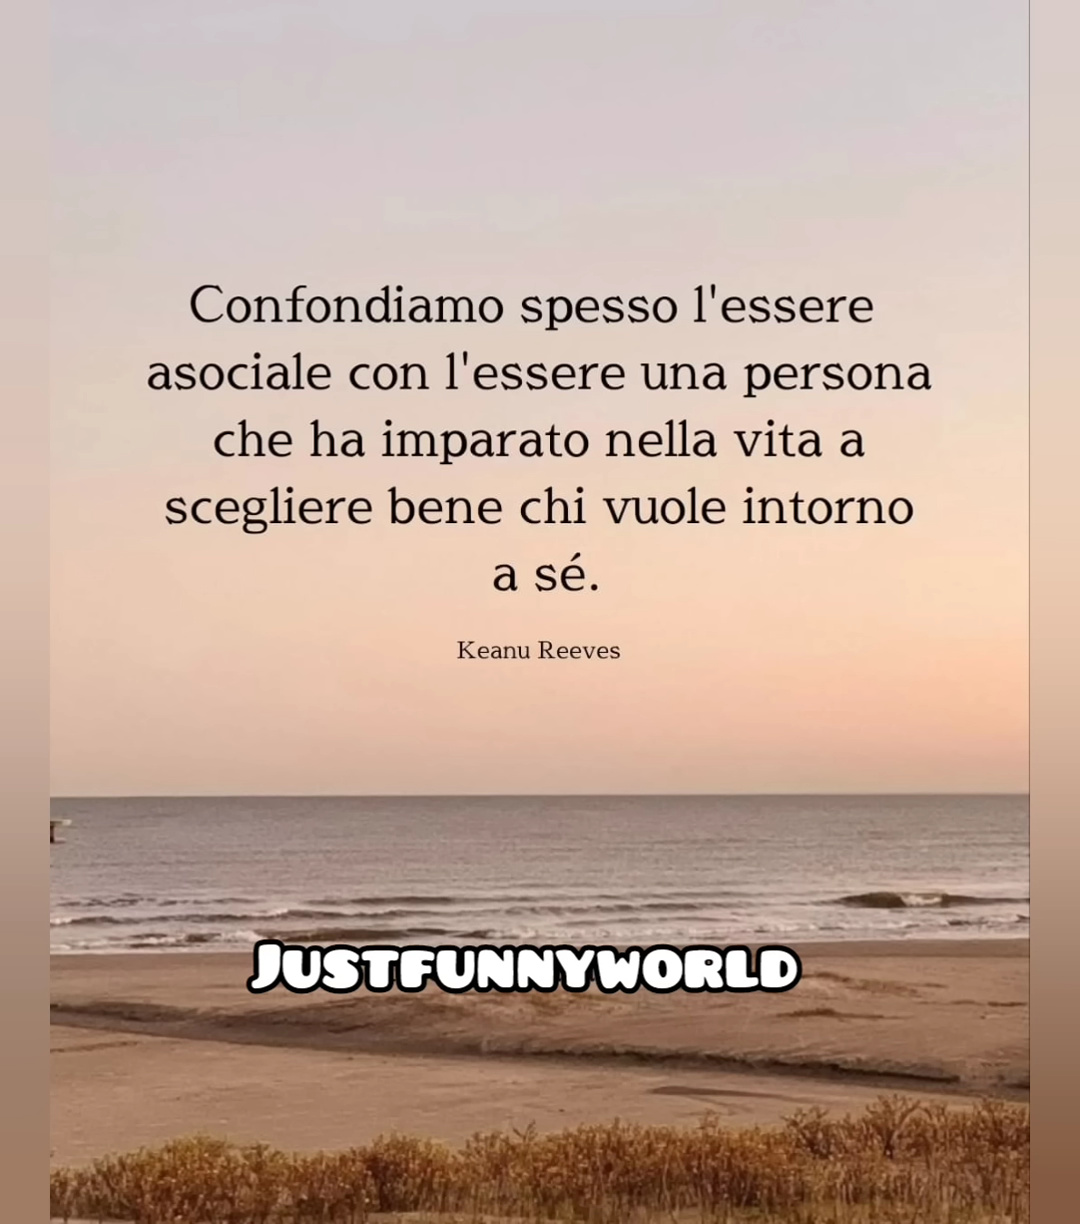 Confondiamo spesso l'essere
asociale con l'essere una persona
che ha imparato nella vita a
scegliere bene chi vuole intorno
a sé.
Keanu Reeves
JUSTFUNNYWORLD